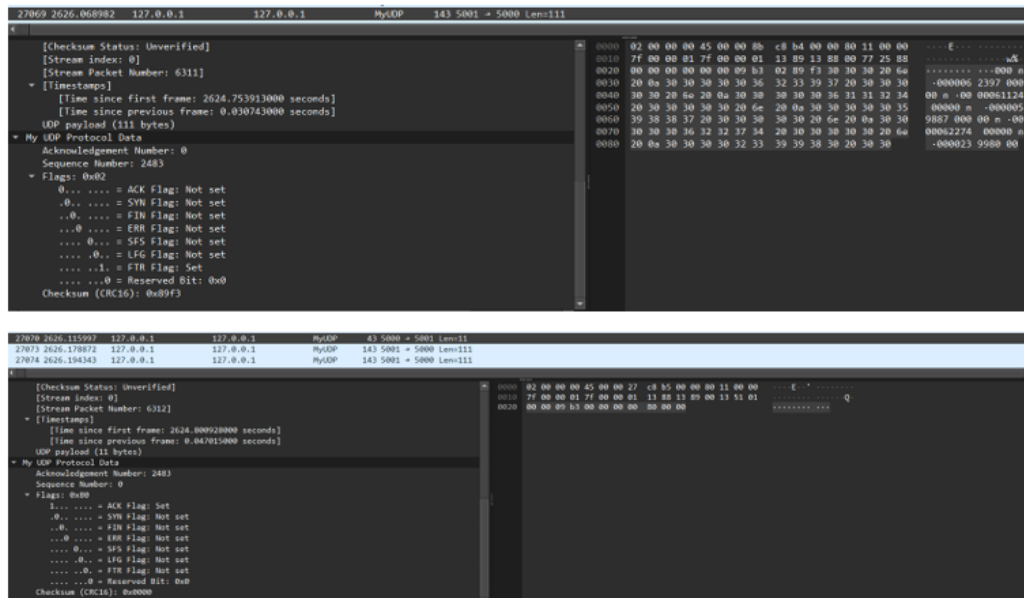 27069 2626.068982 127.0.0.1 127.0.0.1 MyUDP 143 5001 → 5000 Len=111
[Checksum Status: Unverified]
[Stream index: 0]
[Stream Packet Number: 6311]
[Timestamps]
[Time since first frame: 2624.753913000 seconds]
[Time since previous frame: 0.030743000 seconds]
UDP payload (111 bytes)
My UDP Protocol Data
Acknowledgement Number: 0
Sequence Number: 2483
Flags: 0x02
0... .... = ACK Flag: Not set
.0.. .... = SYN Flag: Not set
..0. .... = FIN Flag: Not set
...0 .... = ERR Flag: Not set
.... 0... = SFS Flag: Not set
.... .0.. = LFG Flag: Not set
.... ..1. = FTR Flag: Set
.... ...0 = Reserved Bit: 0x0
Checksum (CRC16): 0x89f3
0000 02 00 00 00 45 00 00 8b c8 b4 00 00 80 11 00 00 ····E··· ········
0010 7f 00 00 01 7f 00 00 01 13 89 13 88 00 77 25 88 ········ ·····w%·
0020 00 00 00 00 00 00 09 b3 02 89 f3 30 30 30 20 6e ········ ···000 n
0030 20 0a 30 30 30 30 30 36 32 33 39 37 20 30 30 30 ·000006 2397 000
0040 30 30 20 6e 20 0a 30 30 30 30 30 36 31 31 32 34 00 n ·00 00061124
0050 20 30 30 30 30 30 20 6e 20 0a 30 30 30 30 30 35 00000 n ·000005
0060 39 38 38 37 20 30 30 30 30 30 20 6e 20 0a 30 30 9887 000 00 n ·00
0070 30 30 30 36 32 32 37 34 20 30 30 30 30 30 20 6e 00062274 00000 n
0080 20 0a 30 30 30 30 32 33 39 39 38 30 20 30 30 ·000023 9980 00
27070 2626.115997 127.0.0.1 127.0.0.1 MyUDP 43 5000 → 5001 Len=11
27073 2626.178872 127.0.0.1 127.0.0.1 MyUDP 143 5001 → 5000 Len=111
27074 2626.194343 127.0.0.1 127.0.0.1 MyUDP 143 5001 → 5000 Len=111
[Checksum Status: Unverified]
[Stream index: 0]
[Stream Packet Number: 6312]
[Timestamps]
[Time since first frame: 2624.800928000 seconds]
[Time since previous frame: 0.047015000 seconds]
UDP payload (11 bytes)
My UDP Protocol Data
Acknowledgement Number: 2483
Sequence Number: 0
Flags: 0x80
1... .... = ACK Flag: Set
.0.. .... = SYN Flag: Not set
..0. .... = FIN Flag: Not set
...0 .... = ERR Flag: Not set
.... 0... = SFS Flag: Not set
.... .0.. = LFG Flag: Not set
.... ..0. = FTR Flag: Not set
.... ...0 = Reserved Bit: 0x0
Checksum (CRC16): 0x0000
0000 02 00 00 00 45 00 00 27 c8 b5 00 00 80 11 00 00 ····E··' ········
0010 7f 00 00 01 7f 00 00 01 13 88 13 89 00 13 51 01 ········ ······Q·
0020 00 00 09 b3 00 00 00 00 80 00 00 ········ ···